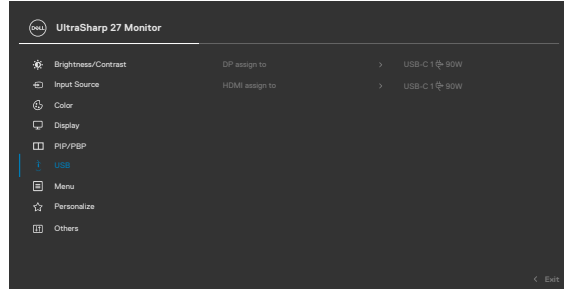 DELL UltraSharp 27 Monitor
Brightness/Contrast DP assign to > USB-C 1 90W
Input Source HDMI assign to > USB-C 1 90W
Color
Display
PIP/PBP
USB
Menu
Personalize
Others
< Exit